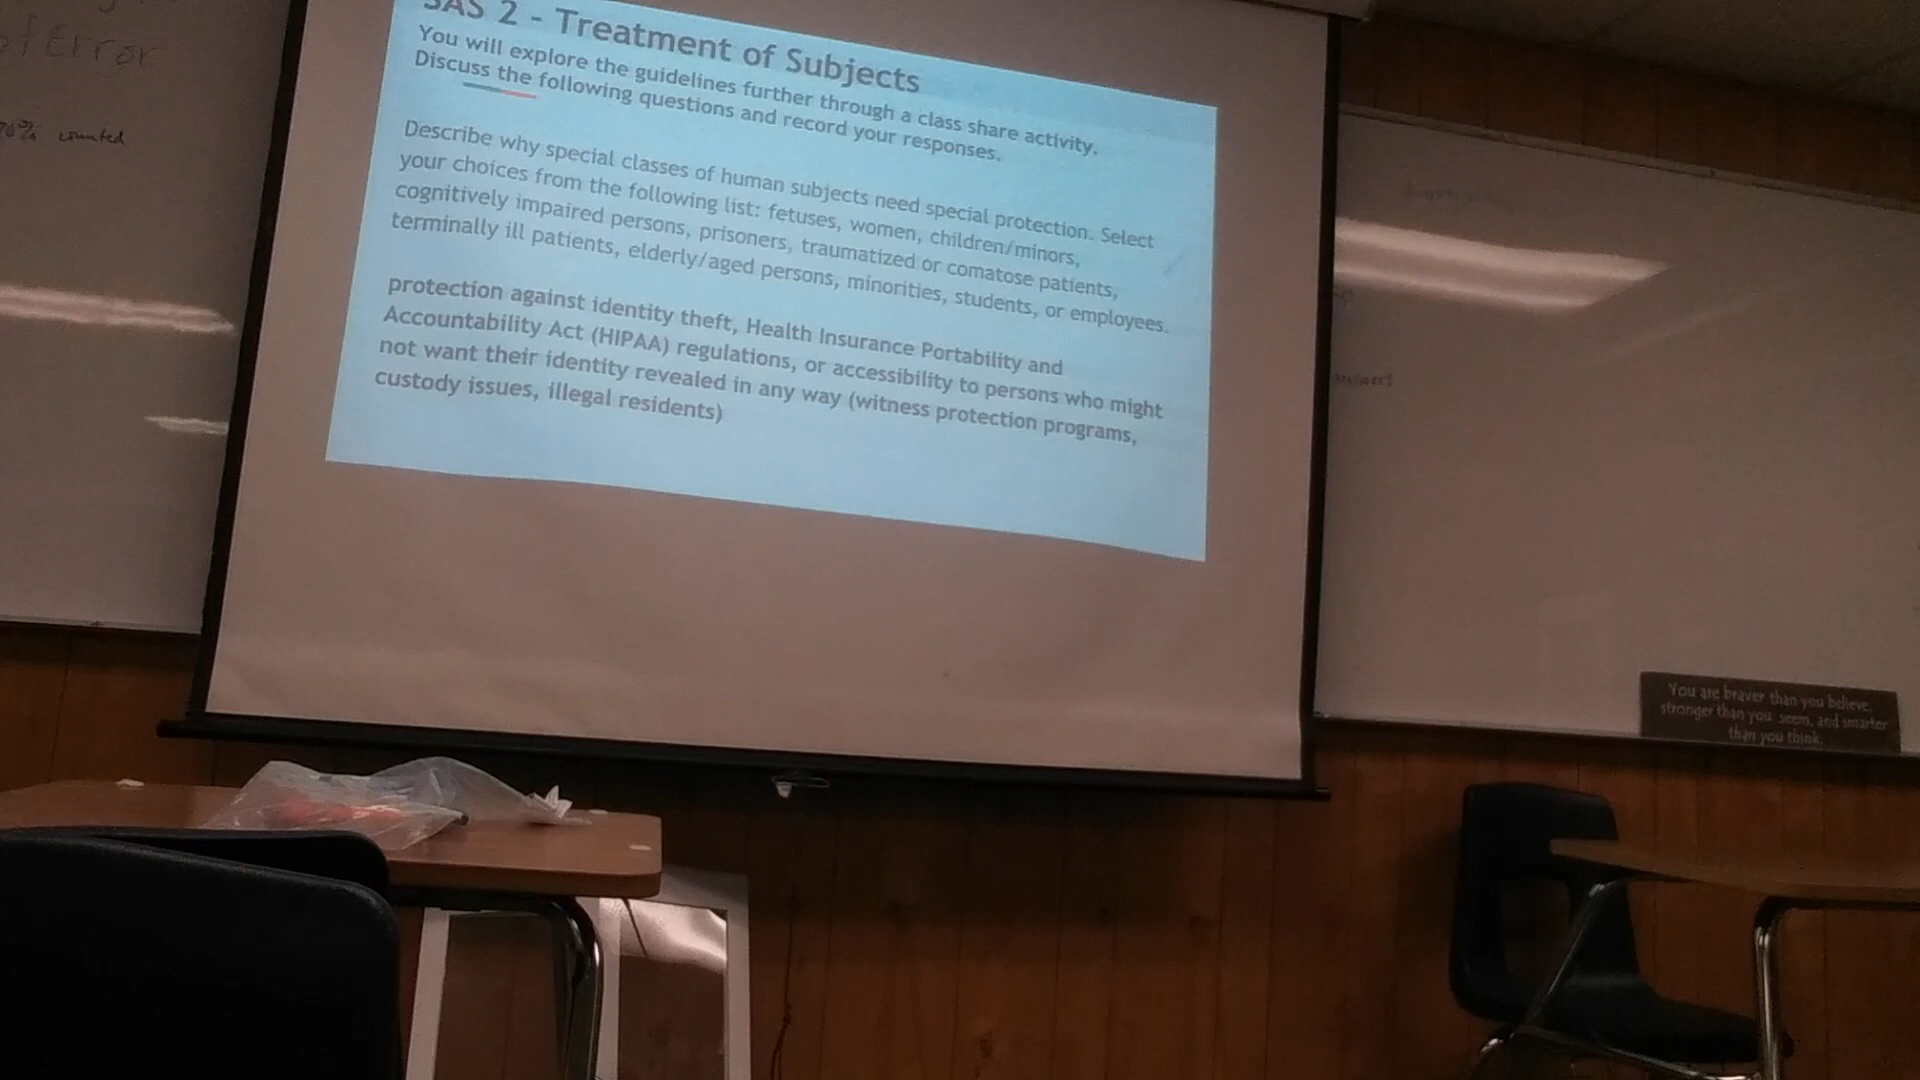 of Error
70% counted
SAS 2 - Treatment of Subjects
You will explore the guidelines further through a class share activity.
Discuss the following questions and record your responses.
Describe why special classes of human subjects need special protection. Select
your choices from the following list: fetuses, women, children/minors,
cognitively impaired persons, prisoners, traumatized or comatose patients,
terminally ill patients, elderly/aged persons, minorities, students, or employees.
protection against identity theft, Health Insurance Portability and
Accountability Act (HIPAA) regulations, or accessibility to persons who might
not want their identity revealed in any way (witness protection programs,
custody issues, illegal residents)
You are braver than you believe,
stronger than you seem, and smarter
than you think.